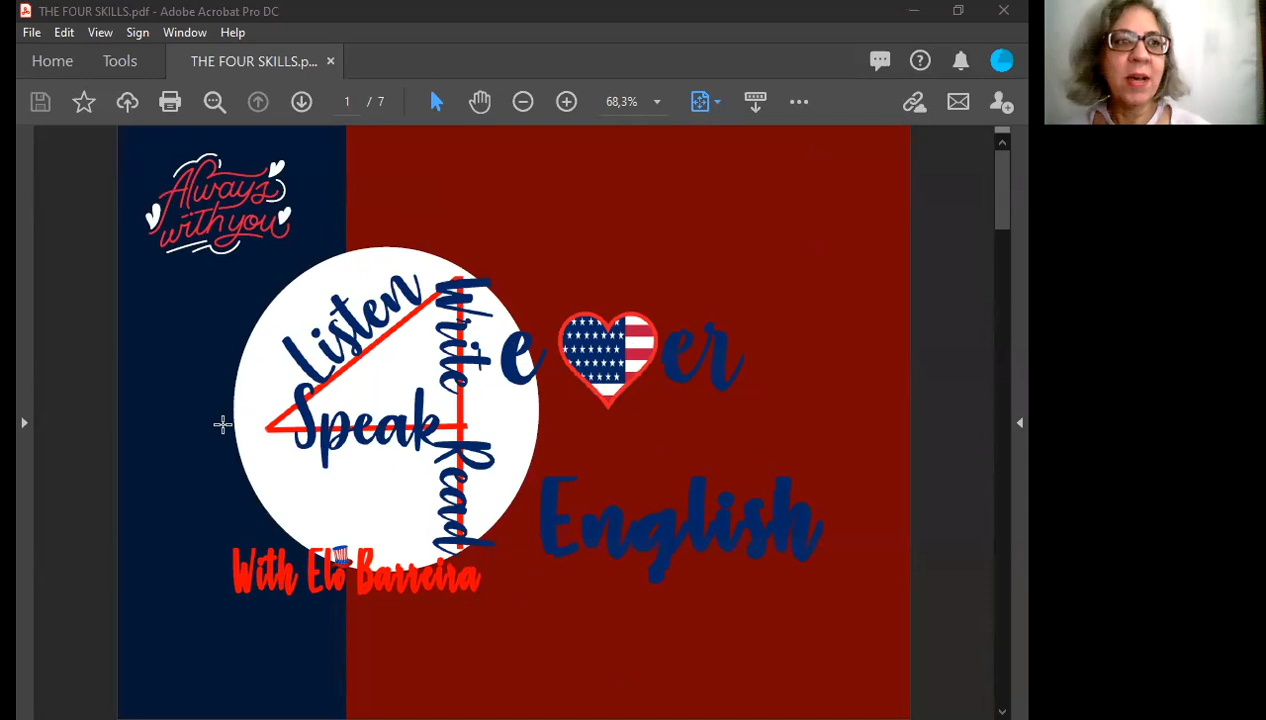 THE FOUR SKILLS.pdf - Adobe Acrobat Pro DC
File Edit View Sign Window Help
Home Tools THE FOUR SKILLS.p... ×
1 / 7 68,3%
Always
with you
Listen
Write
e er
Speak
Read
English
With Elo Barreira